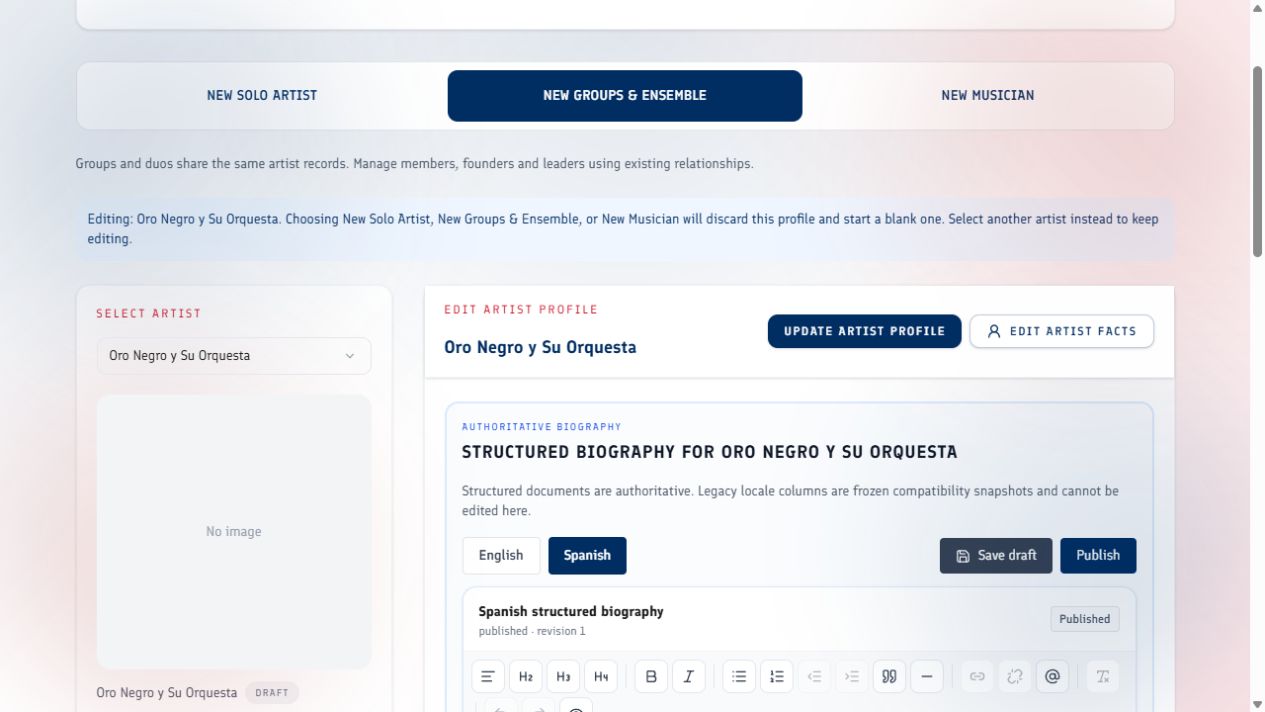 NEW SOLO ARTIST
NEW GROUPS & ENSEMBLE
NEW MUSICIAN
Groups and duos share the same artist records. Manage members, founders and leaders using existing relationships.
Editing: Oro Negro y Su Orquesta. Choosing New Solo Artist, New Groups & Ensemble, or New Musician will discard this profile and start a blank one. Select another artist instead to keep
editing.
SELECT ARTIST
Oro Negro y Su Orquesta
No image
Oro Negro y Su Orquesta
DRAFT
EDIT ARTIST PROFILE
Oro Negro y Su Orquesta
UPDATE ARTIST PROFILE
EDIT ARTIST FACTS
AUTHORITATIVE BIOGRAPHY
STRUCTURED BIOGRAPHY FOR ORO NEGRO Y SU ORQUESTA
Structured documents are authoritative. Legacy locale columns are frozen compatibility snapshots and cannot be
edited here.
English
Spanish
Save draft
Publish
Spanish structured biography
published · revision 1
Published
H2
H3
H4
B
I